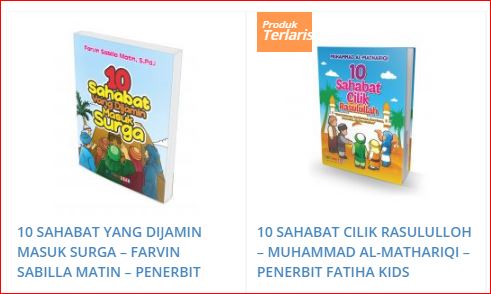 Produk
Terlaris
Farvin Sabilla Matin, S.Pd.I
10
Sahabat
Yang Dijamin
Masuk
Surga
MUHAMMAD AL-MATHARIQI
10
Sahabat
Cilik
Rasulullah
10 SAHABAT YANG DIJAMIN
MASUK SURGA – FARVIN
SABILLA MATIN – PENERBIT
10 SAHABAT CILIK RASULULLOH
– MUHAMMAD AL-MATHARIQI –
PENERBIT FATIHA KIDS